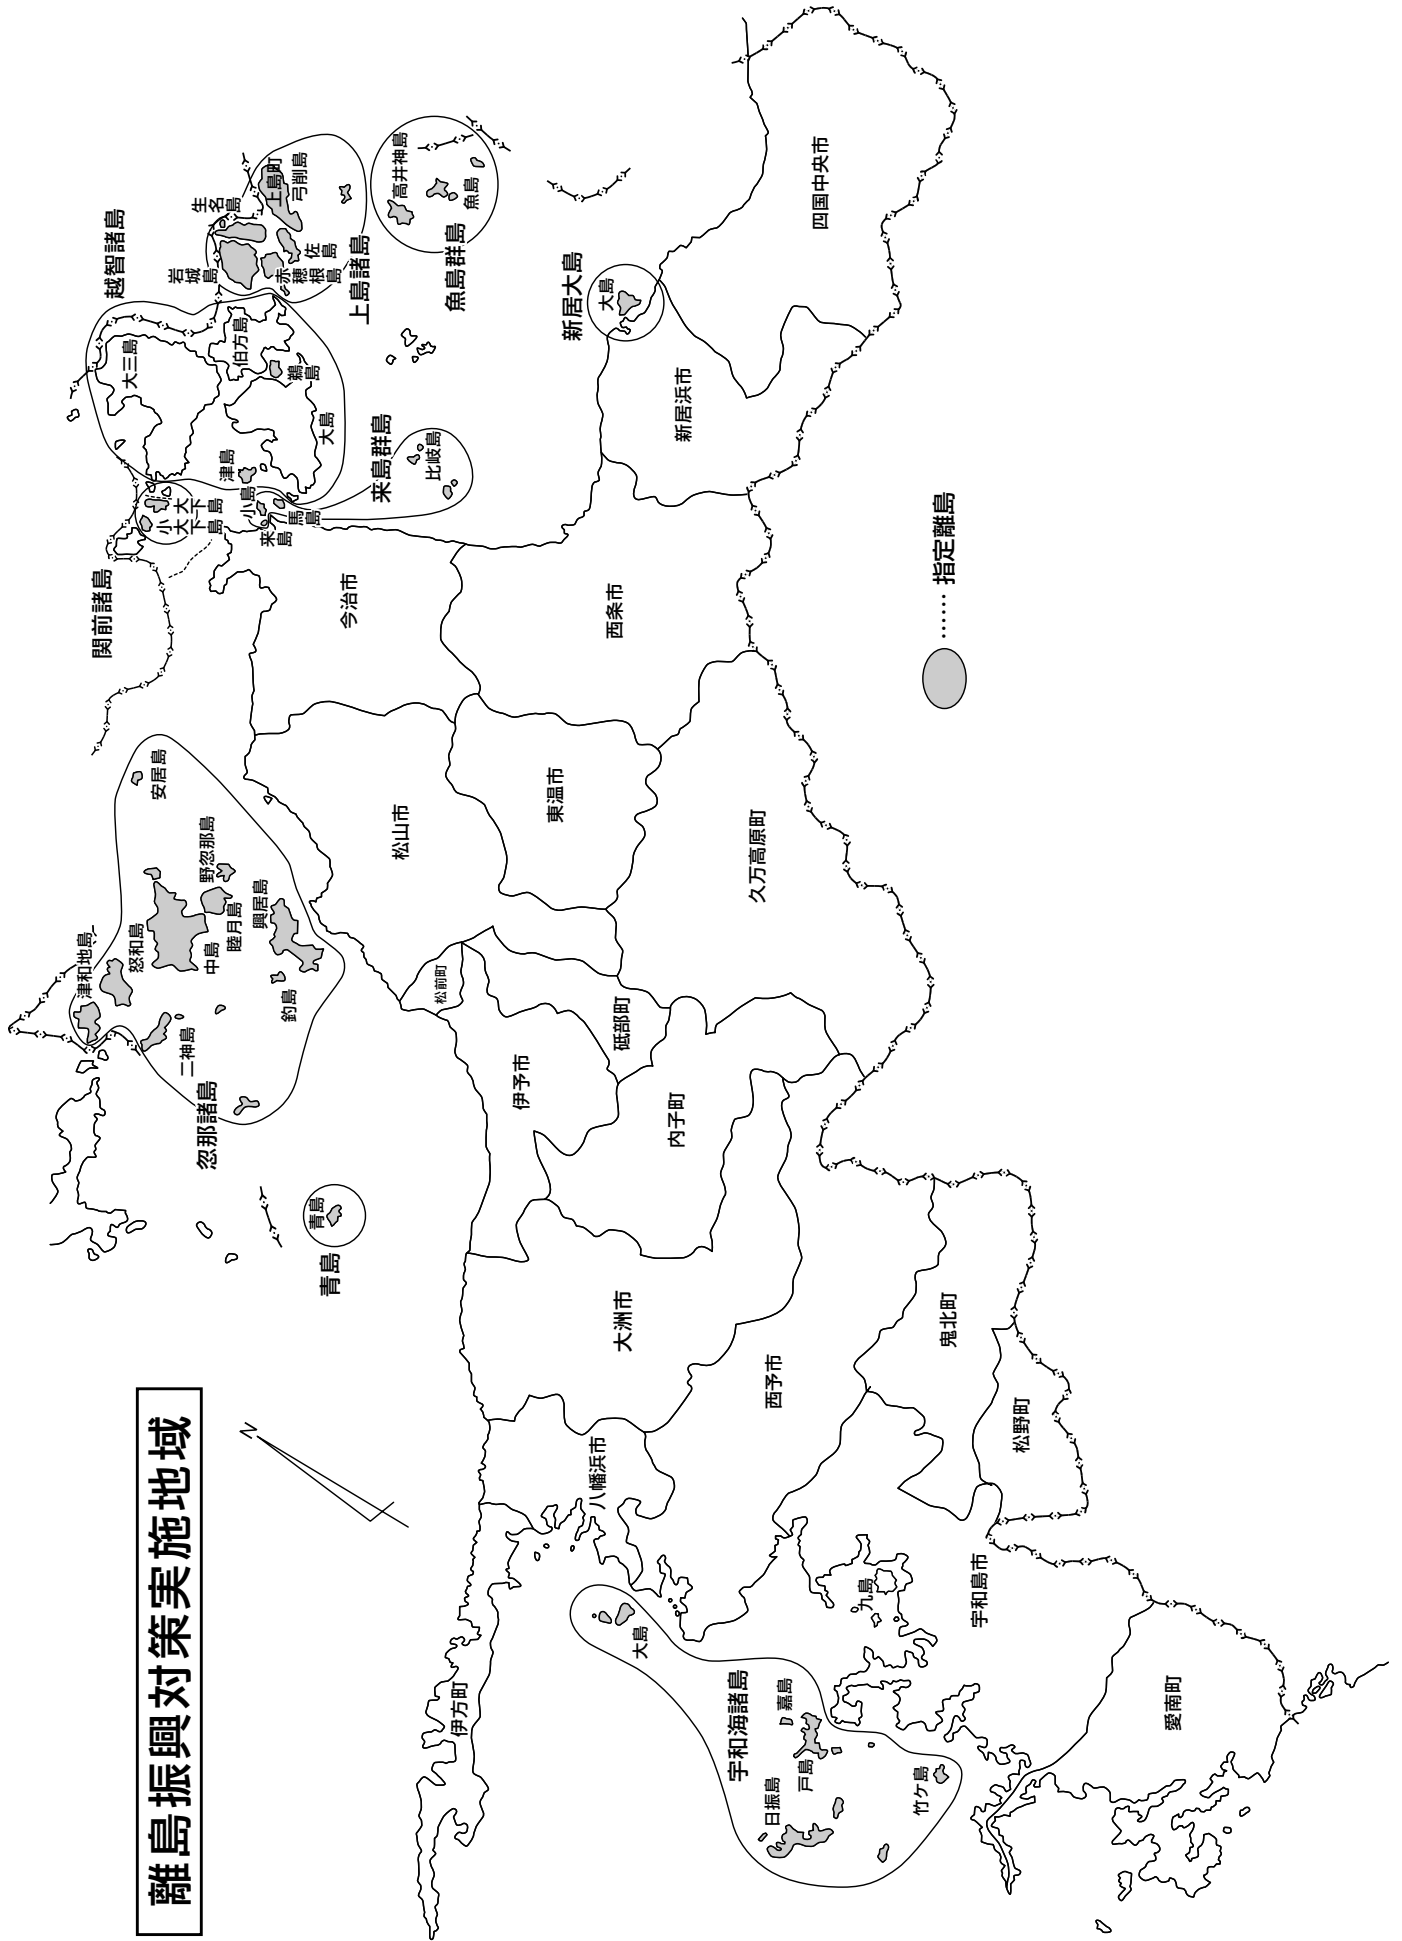 離島振興対策実施地域
N
指定離島
忽那諸島
津和地島
二神島
怒和島
中島
睦月島
野忽那島
安居島
興居島
釣島
青島
青島
関前諸島
小大下島
大下島
越智諸島
大三島
伯方島
鵜島
大島
津島
来島群島
小島
来島
馬島
比岐島
上島諸島
岩城島
生名島
上島町
弓削島
佐島
赤穂根島
魚島群島
高井神島
魚島
新居大島
大島
宇和海諸島
大島
嘉島
戸島
日振島
竹ケ島
九島
四国中央市
新居浜市
西条市
今治市
松山市
東温市
久万高原町
松前町
砥部町
伊予市
内子町
大洲市
西予市
八幡浜市
伊方町
鬼北町
松野町
宇和島市
愛南町